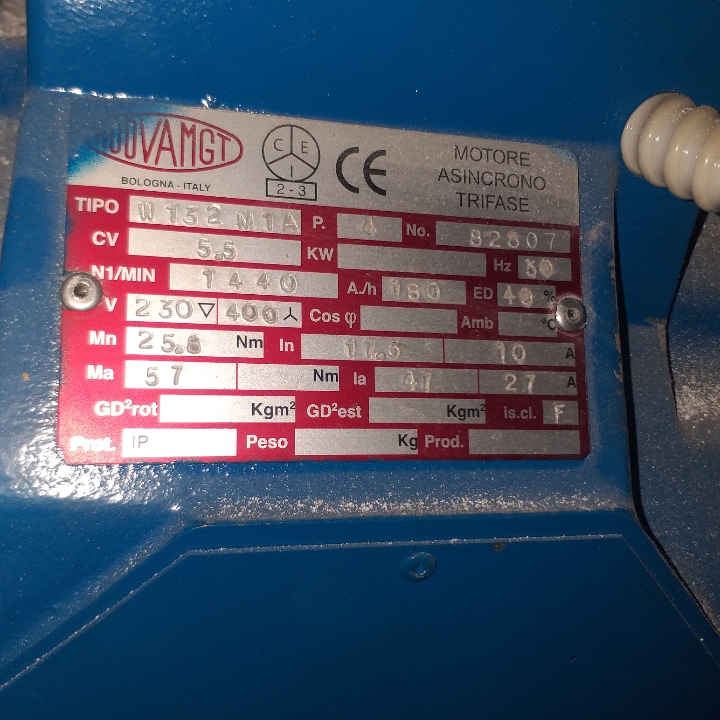 NUOVAMGT
BOLOGNA - ITALY
C E I
2 - 3
CE
MOTORE
ASINCRONO
TRIFASE
TIPO W132 M1A P. 4 No. 82807
CV 5.5 KW Hz 50
N1/MIN 1440 A./h 180 ED 40 %
V 230 ▽ 400 ⅄ Cos φ Amb °C
Mn 25.8 Nm In 17.3 10 A
Ma 57 Nm Ia 47 27 A
GD²rot Kgm² GD²est Kgm² is.cl. F
Prot. IP Peso Kg Prod.